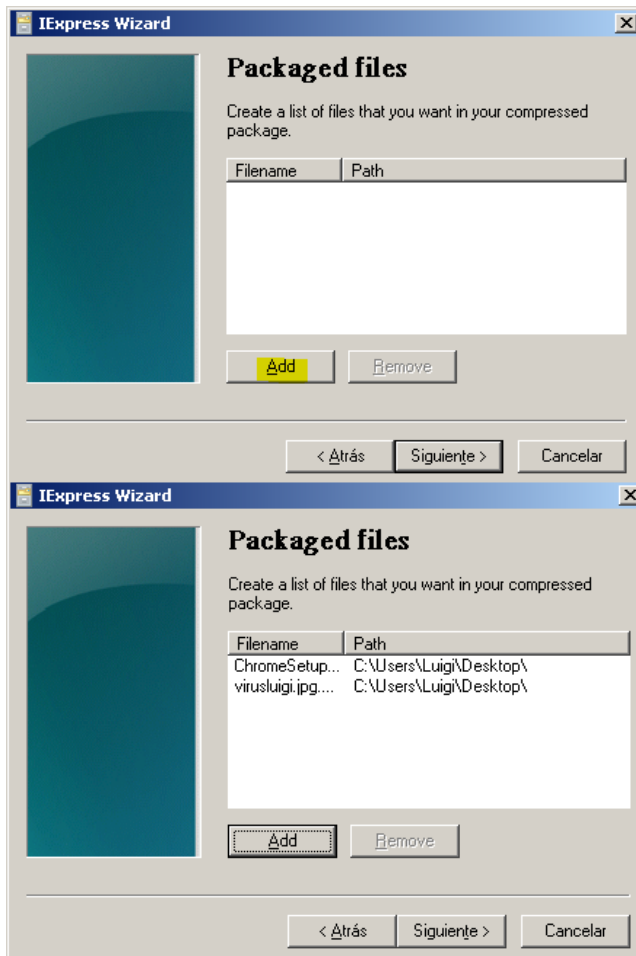 IExpress Wizard
Packaged files
Create a list of files that you want in your compressed
package.
Filename Path
Add Remove
< Atrás Siguiente > Cancelar
IExpress Wizard
Packaged files
Create a list of files that you want in your compressed
package.
Filename Path
ChromeSetup... C:\Users\Luigi\Desktop\
virusluigi.jpg.... C:\Users\Luigi\Desktop\
Add Remove
< Atrás Siguiente > Cancelar